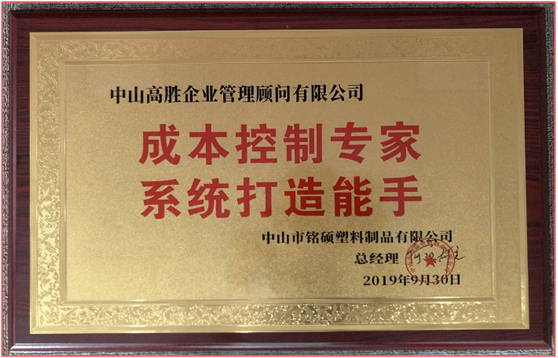 中山高胜企业管理顾问有限公司
成本控制专家
系统打造能手
中山市铭硕塑料制品有限公司
总经理
2019年9月30日